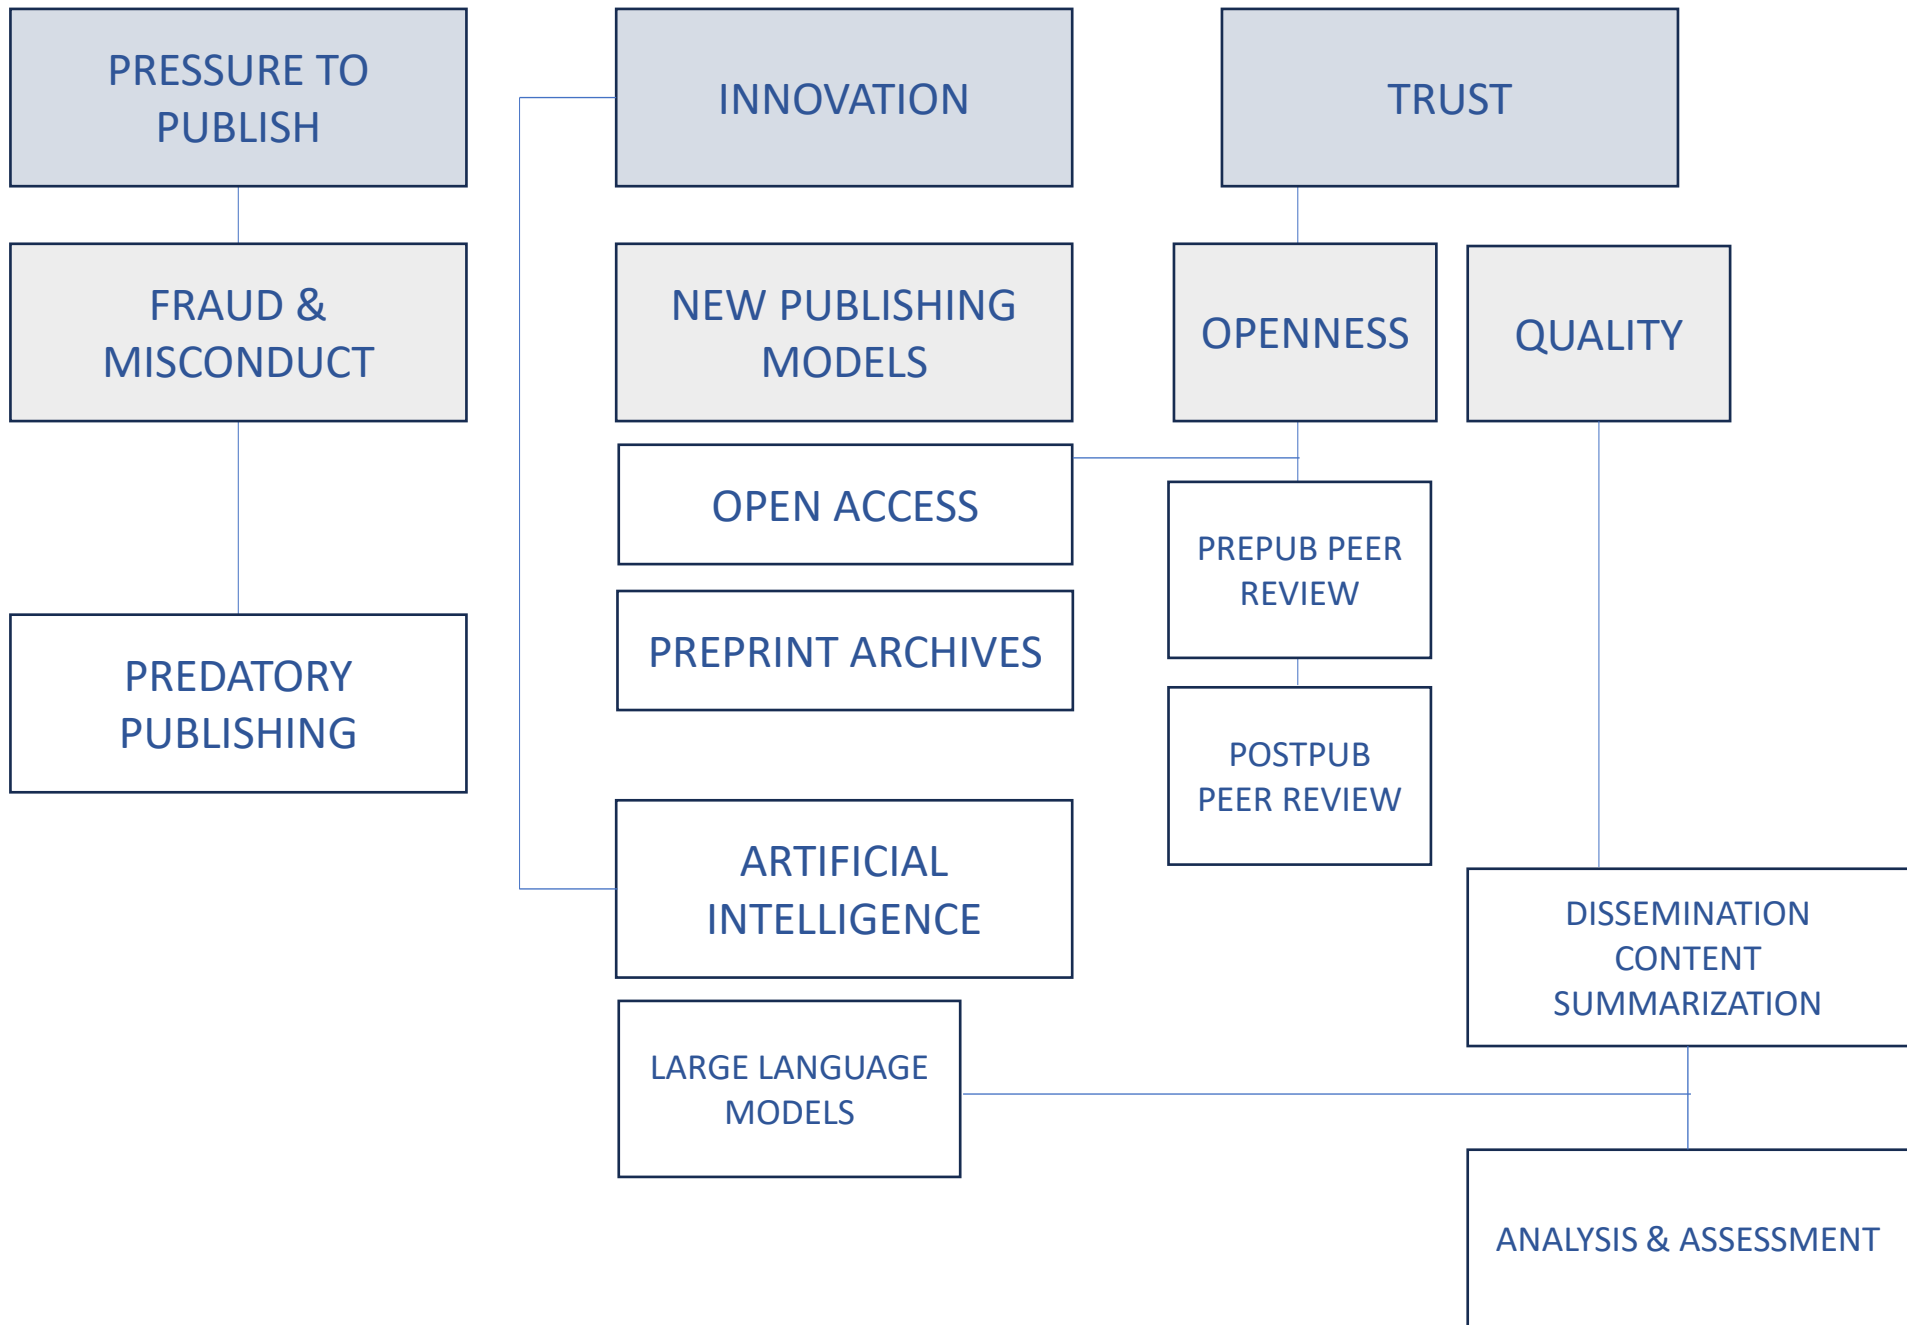 PRESSURE TO
PUBLISH
INNOVATION
TRUST
FRAUD &
MISCONDUCT
NEW PUBLISHING
MODELS
OPENNESS
QUALITY
OPEN ACCESS
PREPUB PEER
REVIEW
PREPRINT ARCHIVES
PREDATORY
PUBLISHING
POSTPUB
PEER REVIEW
ARTIFICIAL
INTELLIGENCE
DISSEMINATION
CONTENT
SUMMARIZATION
LARGE LANGUAGE
MODELS
ANALYSIS & ASSESSMENT